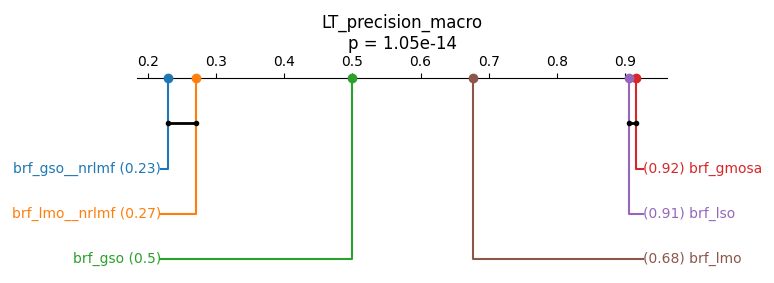 LT_precision_macro
p = 1.05e-14
0.2 0.3 0.4 0.5 0.6 0.7 0.8 0.9
brf_gso__nrlmf (0.23)
(0.92) brf_gmosa
brf_lmo__nrlmf (0.27)
(0.91) brf_lso
brf_gso (0.5)
(0.68) brf_lmo